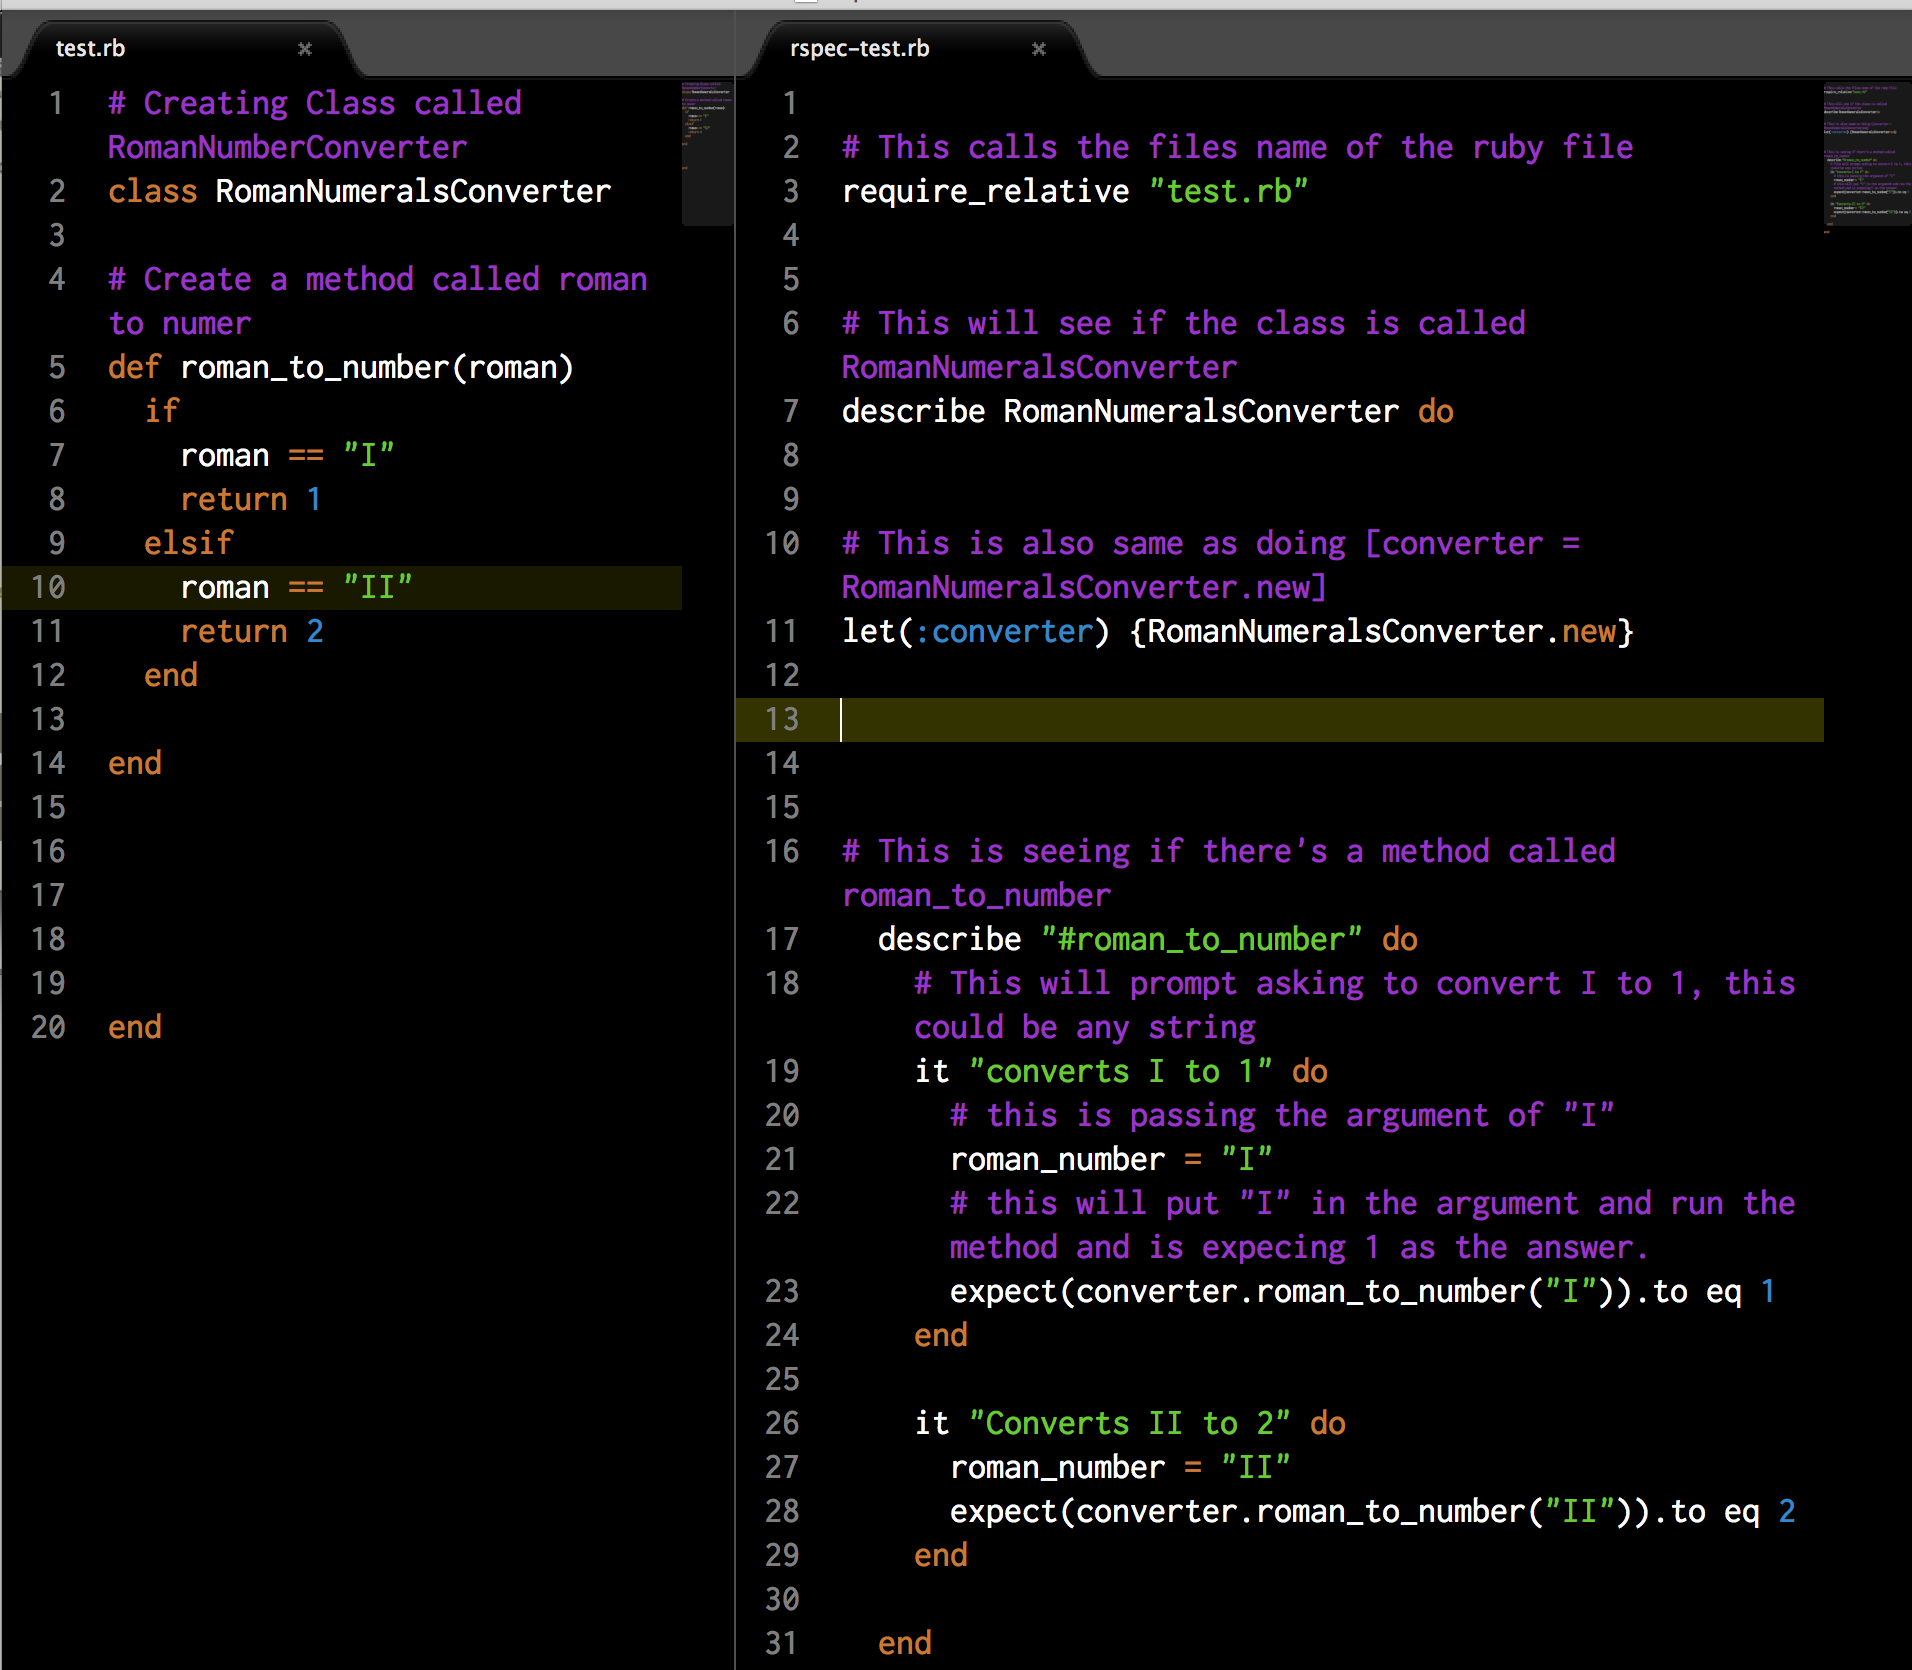 test.rb
1 # Creating Class called
RomanNumberConverter
2 class RomanNumeralsConverter
3
4 # Create a method called roman
to numer
5 def roman_to_number(roman)
6 if
7 roman == "I"
8 return 1
9 elsif
10 roman == "II"
11 return 2
12 end
13
14 end
15
16
17
18
19
20 end
rspec-test.rb
1
2 # This calls the files name of the ruby file
3 require_relative "test.rb"
4
5
6 # This will see if the class is called
RomanNumeralsConverter
7 describe RomanNumeralsConverter do
8
9
10 # This is also same as doing [converter =
RomanNumeralsConverter.new]
11 let(:converter) {RomanNumeralsConverter.new}
12
13
14
15
16 # This is seeing if there's a method called
roman_to_number
17 describe "#roman_to_number" do
18 # This will prompt asking to convert I to 1, this
could be any string
19 it "converts I to 1" do
20 # this is passing the argument of "I"
21 roman_number = "I"
22 # this will put "I" in the argument and run the
method and is expecing 1 as the answer.
23 expect(converter.roman_to_number("I")).to eq 1
24 end
25
26 it "Converts II to 2" do
27 roman_number = "II"
28 expect(converter.roman_to_number("II")).to eq 2
29 end
30
31 end